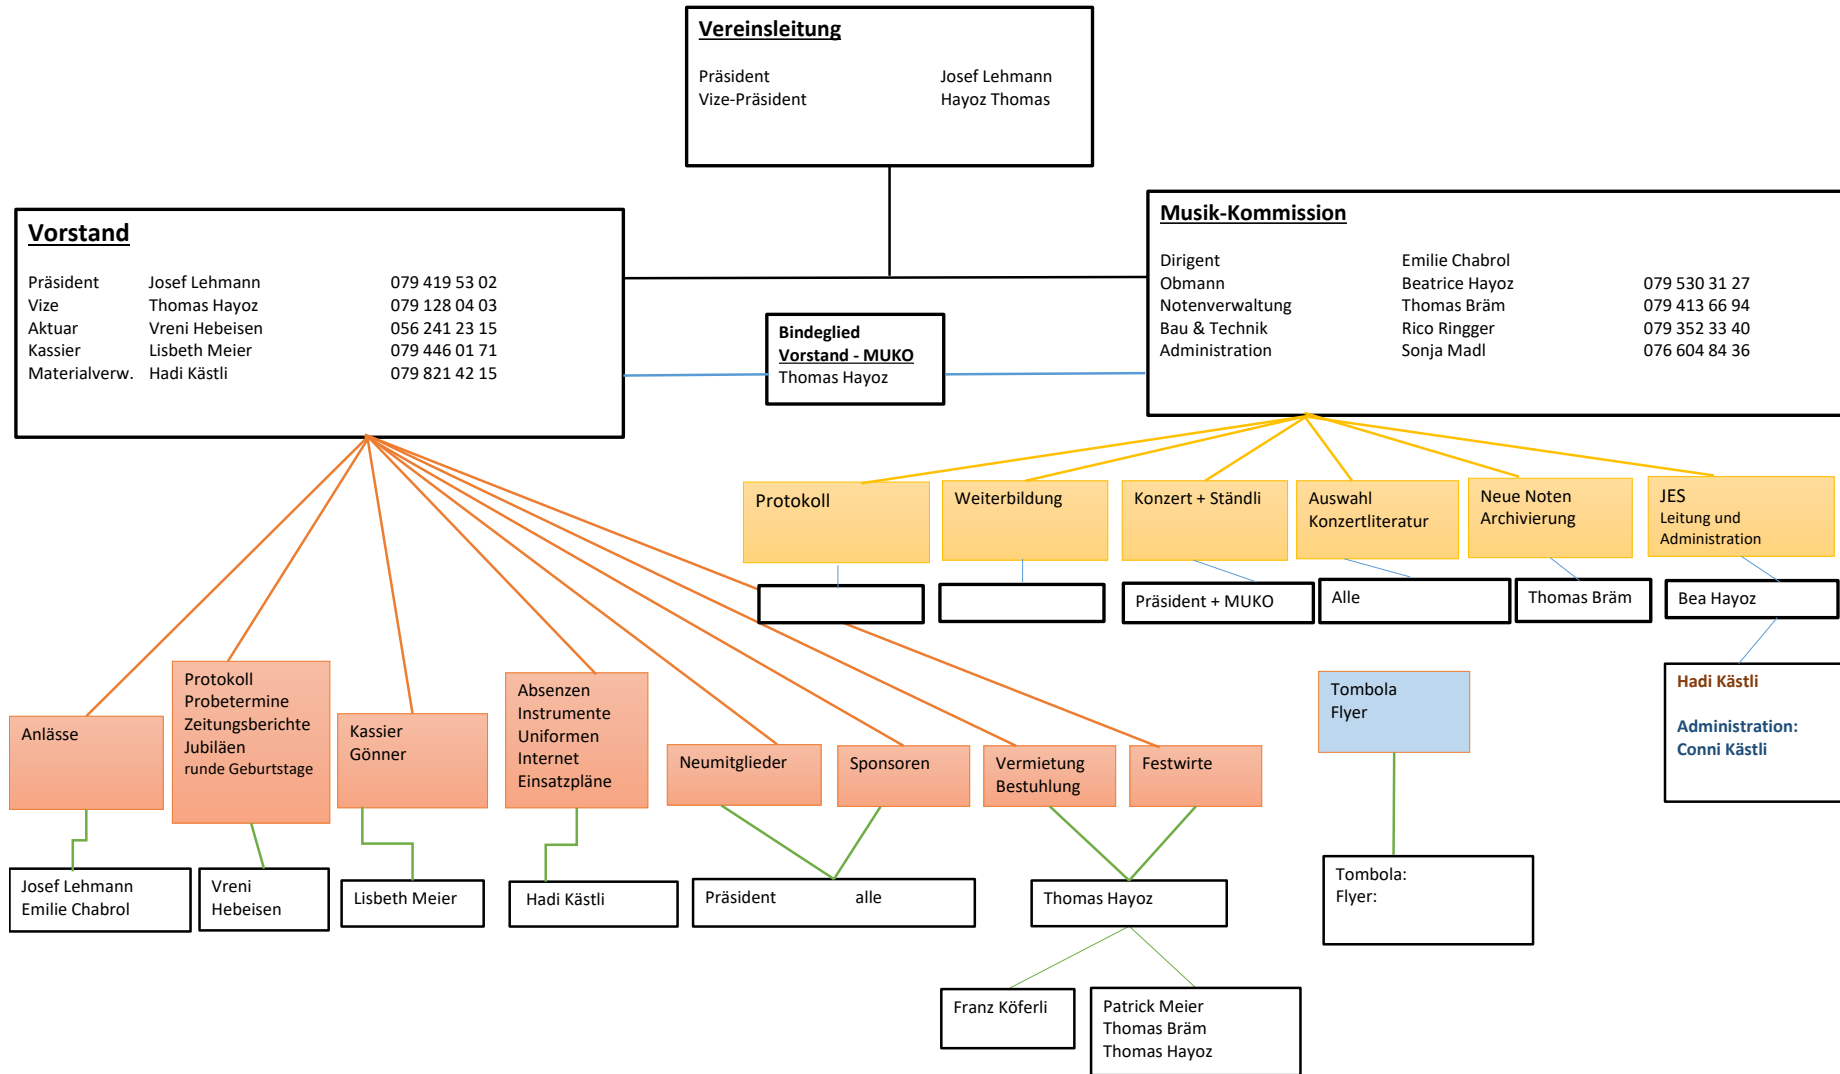 Vereinsleitung
Präsident Josef Lehmann
Vize-Präsident Hayoz Thomas
Vorstand
Präsident Josef Lehmann 079 419 53 02
Vize Thomas Hayoz 079 128 04 03
Aktuar Vreni Hebeisen 056 241 23 15
Kassier Lisbeth Meier 079 446 01 71
Materialverw. Hadi Kästli 079 821 42 15
Bindeglied
Vorstand - MUKO
Thomas Hayoz
Musik-Kommission
Dirigent Emilie Chabrol
Obmann Beatrice Hayoz 079 530 31 27
Notenverwaltung Thomas Bräm 079 413 66 94
Bau & Technik Rico Ringger 079 352 33 40
Administration Sonja Madl 076 604 84 36
Protokoll
Weiterbildung
Konzert + Ständli
Auswahl
Konzertliteratur
Neue Noten
Archivierung
JES
Leitung und
Administration
Präsident + MUKO
Alle
Thomas Bräm
Bea Hayoz
Hadi Kästli
Administration:
Conni Kästli
Anlässe
Protokoll
Probetermine
Zeitungsberichte
Jubiläen
runde Geburtstage
Kassier
Gönner
Absenzen
Instrumente
Uniformen
Internet
Einsatzpläne
Neumitglieder
Sponsoren
Vermietung
Bestuhlung
Festwirte
Tombola
Flyer
Josef Lehmann
Emilie Chabrol
Vreni
Hebeisen
Lisbeth Meier
Hadi Kästli
Präsident alle
Thomas Hayoz
Tombola:
Flyer:
Franz Köferli
Patrick Meier
Thomas Bräm
Thomas Hayoz